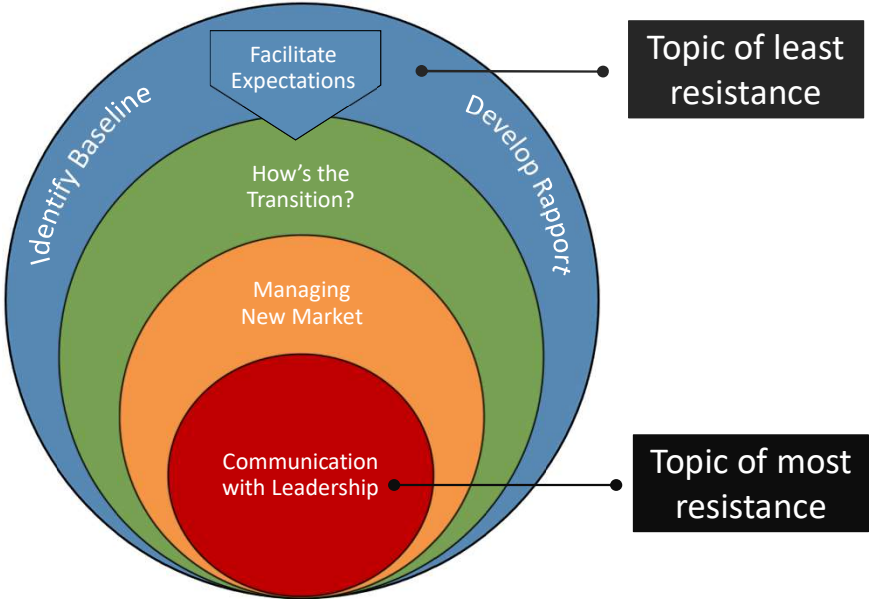 Facilitate
Expectations
Identify Baseline
Develop Rapport
Topic of least
resistance
How's the
Transition?
Managing
New Market
Communication
with Leadership
Topic of most
resistance